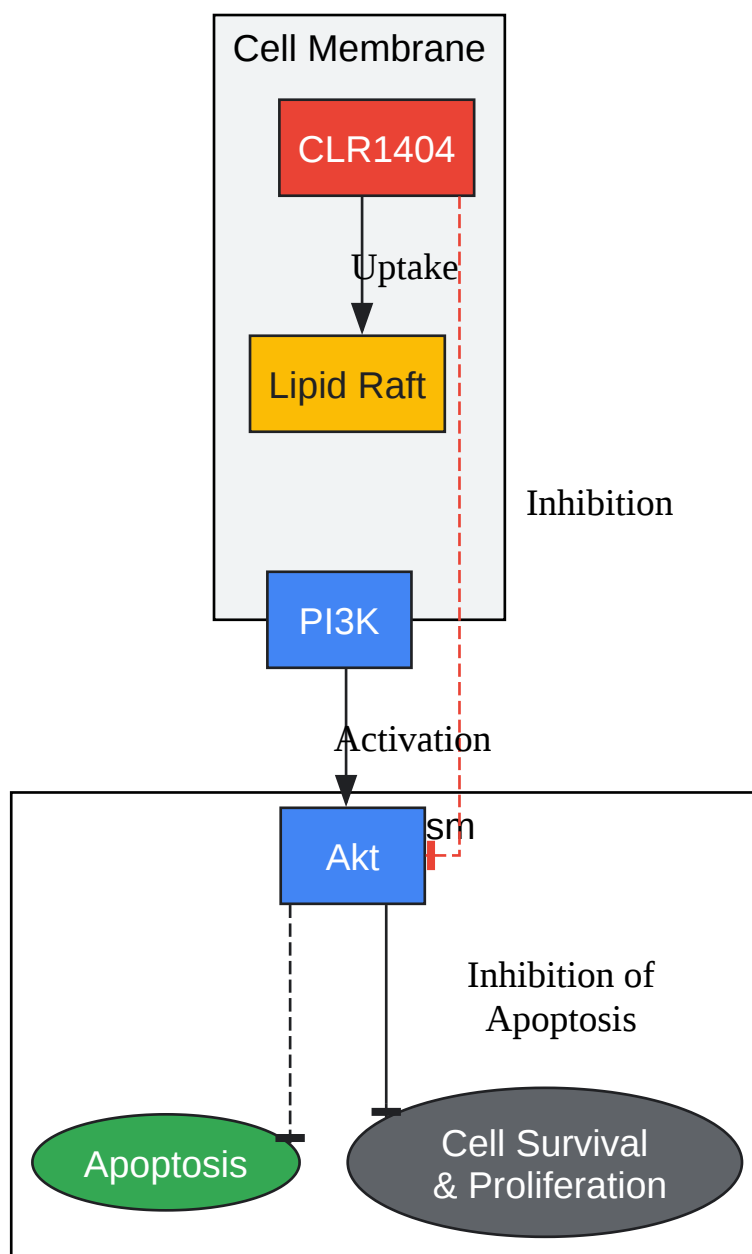 Cell Membrane
CLR1404
Uptake
Lipid Raft
Inhibition
PI3K
Activation
sm
Akt
Inhibition of
Apoptosis
Apoptosis
Cell Survival
& Proliferation